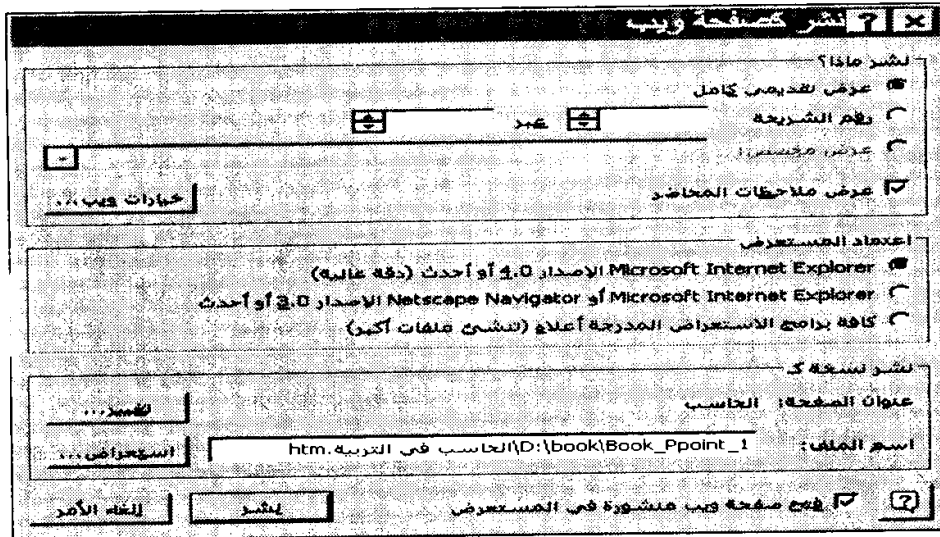 نشر كصفحة ويب
نشر ماذا؟
عرض تقديمي كامل
رقم الشريحة عبر
عرض مخصص:
عرض ملاحظات المحاضر خيارات ويب...
اعتماد المستعرض
Microsoft Internet Explorer الإصدار 4.0 أو أحدث (دقة عالية)
Microsoft Internet Explorer أو Netscape Navigator الإصدار 3.0 أو أحدث
كافة برامج الاستعراض المدرجة أعلاه (تنشئ ملفات أكبر)
نشر نسخة كـ
عنوان الصفحة: الحاسب تغيير...
اسم الملف: D:\book\Book_Ppoint_1\الحاسب في التربية.htm استعراض...
فتح صفحة ويب منشورة في المستعرض نشر إلغاء الأمر